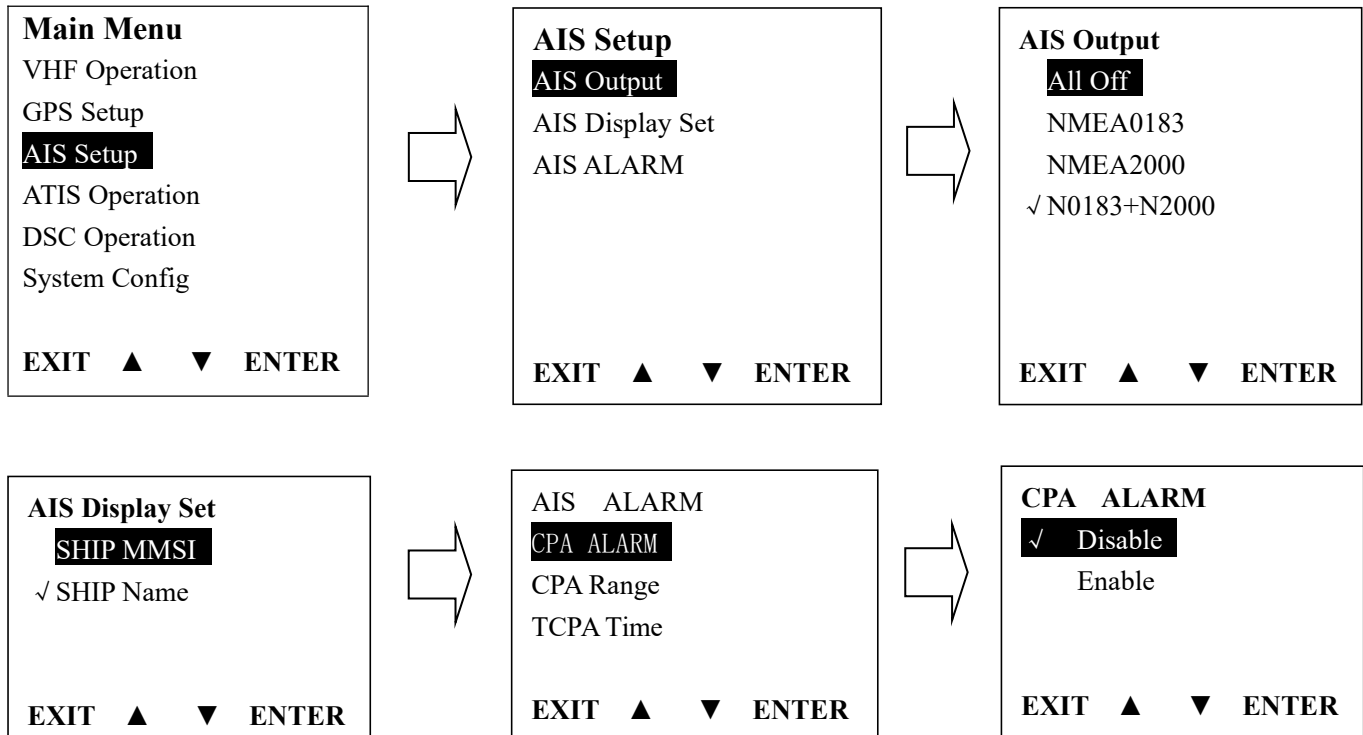 Main Menu
VHF Operation
GPS Setup
AIS Setup
ATIS Operation
DSC Operation
System Config
EXIT ▲ ▼ ENTER
AIS Setup
AIS Output
AIS Display Set
AIS ALARM
EXIT ▲ ▼ ENTER
AIS Output
All Off
NMEA0183
NMEA2000
√ N0183+N2000
EXIT ▲ ▼ ENTER
AIS Display Set
SHIP MMSI
√ SHIP Name
EXIT ▲ ▼ ENTER
AIS ALARM
CPA ALARM
CPA Range
TCPA Time
EXIT ▲ ▼ ENTER
CPA ALARM
√ Disable
Enable
EXIT ▲ ▼ ENTER